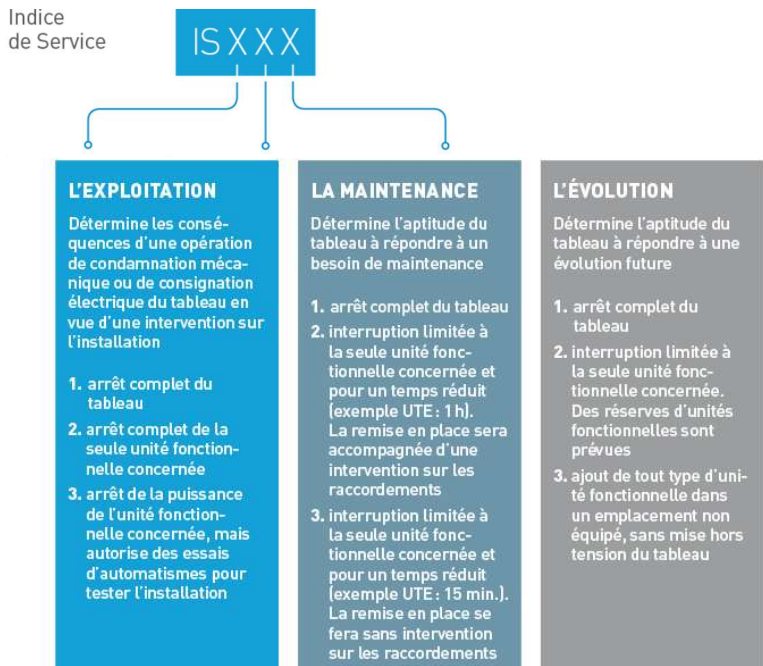 Indice
de Service
IS X X X
L'EXPLOITATION
Détermine les consé-
quences d'une opération
de condamnation méca-
nique ou de consignation
électrique du tableau en
vue d'une intervention sur
l'installation
1. arrêt complet du
tableau
2. arrêt complet de la
seule unité fonction-
nelle concernée
3. arrêt de la puissance
de l'unité fonction-
nelle concernée, mais
autorise des essais
d'automatismes pour
tester l'installation
LA MAINTENANCE
Détermine l'aptitude du
tableau à répondre à un
besoin de maintenance
1. arrêt complet du tableau
2. interruption limitée à
la seule unité fonc-
tionnelle concernée et
pour un temps réduit
(exemple UTE : 1 h).
La remise en place sera
accompagnée d'une
intervention sur les
raccordements
3. interruption limitée à
la seule unité fonc-
tionnelle concernée et
pour un temps réduit
(exemple UTE : 15 min.).
La remise en place se
fera sans intervention
sur les raccordements
L'ÉVOLUTION
Détermine l'aptitude du
tableau à répondre à une
évolution future
1. arrêt complet du
tableau
2. interruption limitée à
la seule unité fonc-
tionnelle concernée.
Des réserves d'unités
fonctionnelles sont
prévues
3. ajout de tout type d'uni-
té fonctionnelle dans
un emplacement non
équipé, sans mise hors
tension du tableau